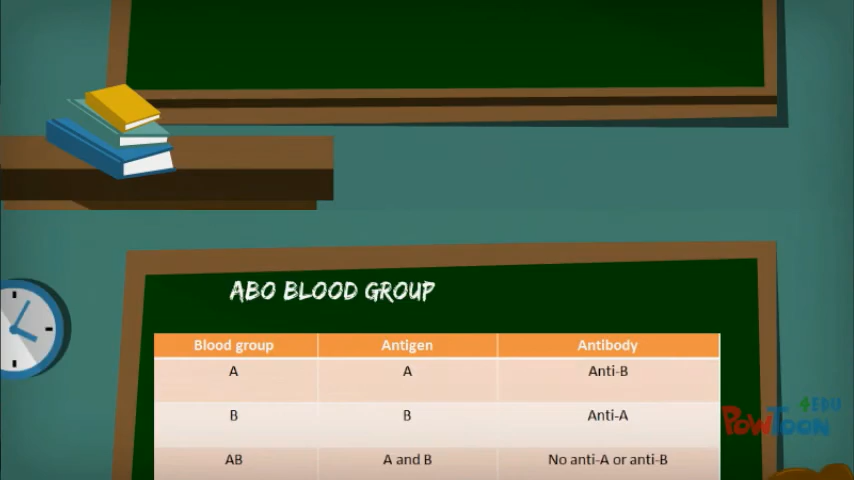 ABO BLOOD GROUP
Blood group Antigen Antibody
A A Anti-B
B B Anti-A
AB A and B No anti-A or anti-B
4EDU
POWTOON